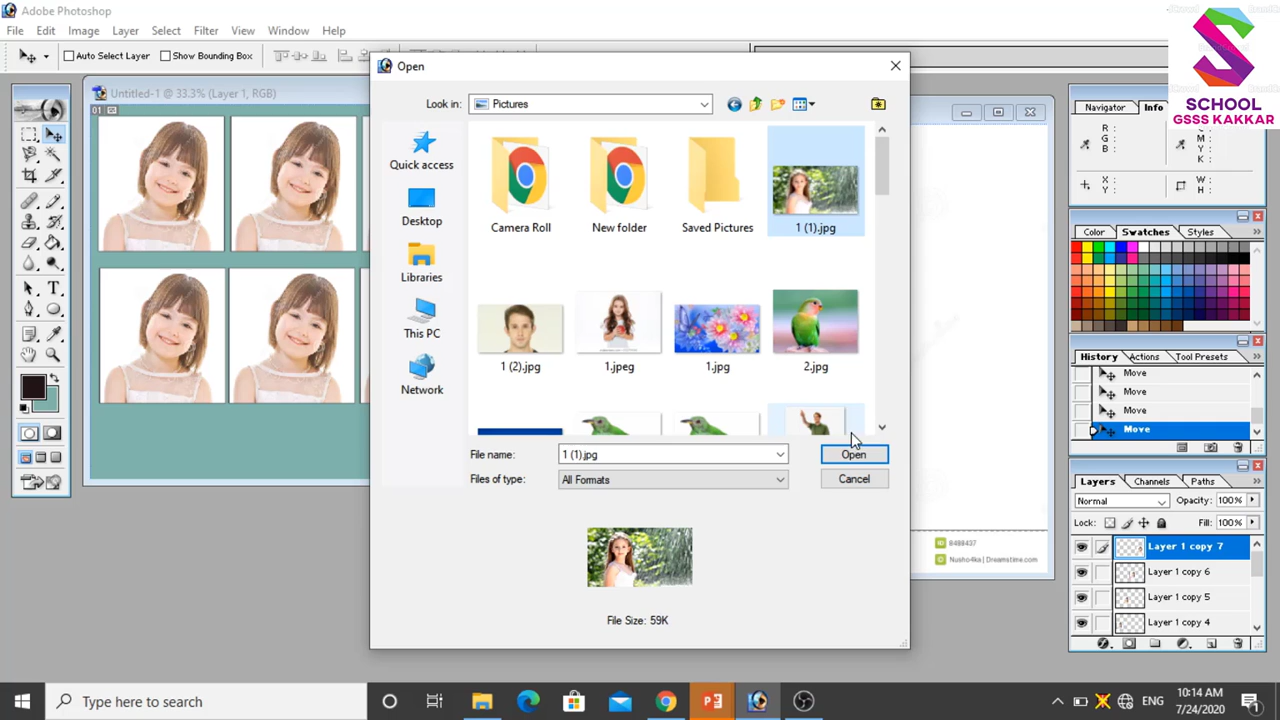 Adobe Photoshop
File Edit Image Layer Select Filter View Window Help
Auto Select Layer Show Bounding Box
SCHOOL
GSSS KAKKAR
Untitled-1 @ 33.3% (Layer 1, RGB)
01
Open
Look in: Pictures
Quick access
Desktop
Libraries
This PC
Network
Camera Roll New folder Saved Pictures 1 (1).jpg
1 (2).jpg 1.jpeg 1.jpg 2.jpg
File name: 1 (1).jpg Open
Files of type: All Formats Cancel
File Size: 59K
8488437
Nusho4ka | Dreamstime.com
Navigator Info
R : C :
G : M :
B : Y :
K :
X : W :
Y : H :
Color Swatches Styles
History Actions Tool Presets
Move
Move
Move
Move
Layers Channels Paths
Normal Opacity: 100%
Lock: Fill: 100%
Layer 1 copy 7
Layer 1 copy 6
Layer 1 copy 5
Layer 1 copy 4
Type here to search
ENG
10:14 AM
7/24/2020